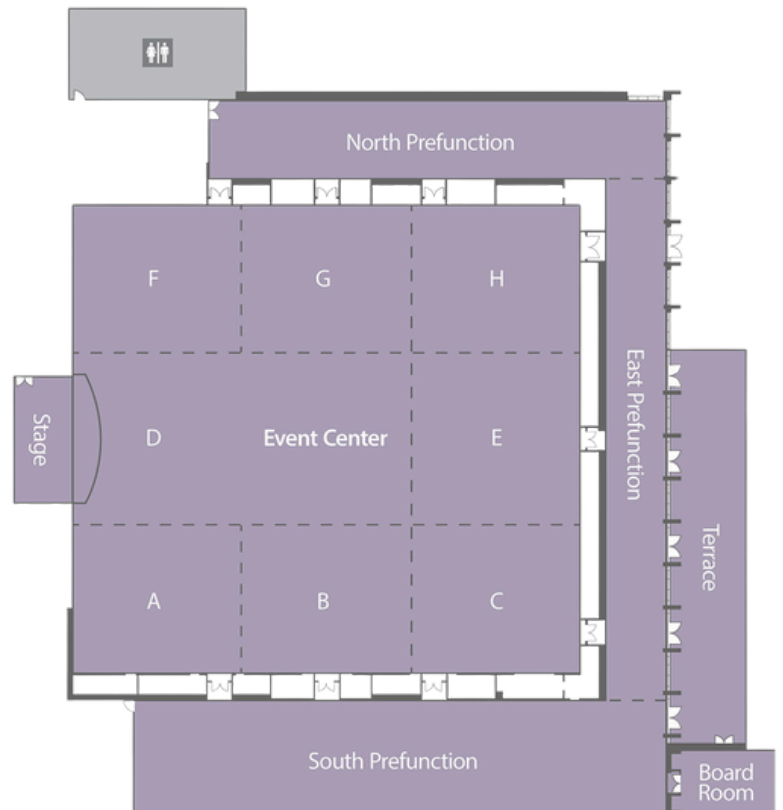 North Prefunction
F
G
H
East Prefunction
Stage
D
Event Center
E
Terrace
A
B
C
South Prefunction
Board
Room